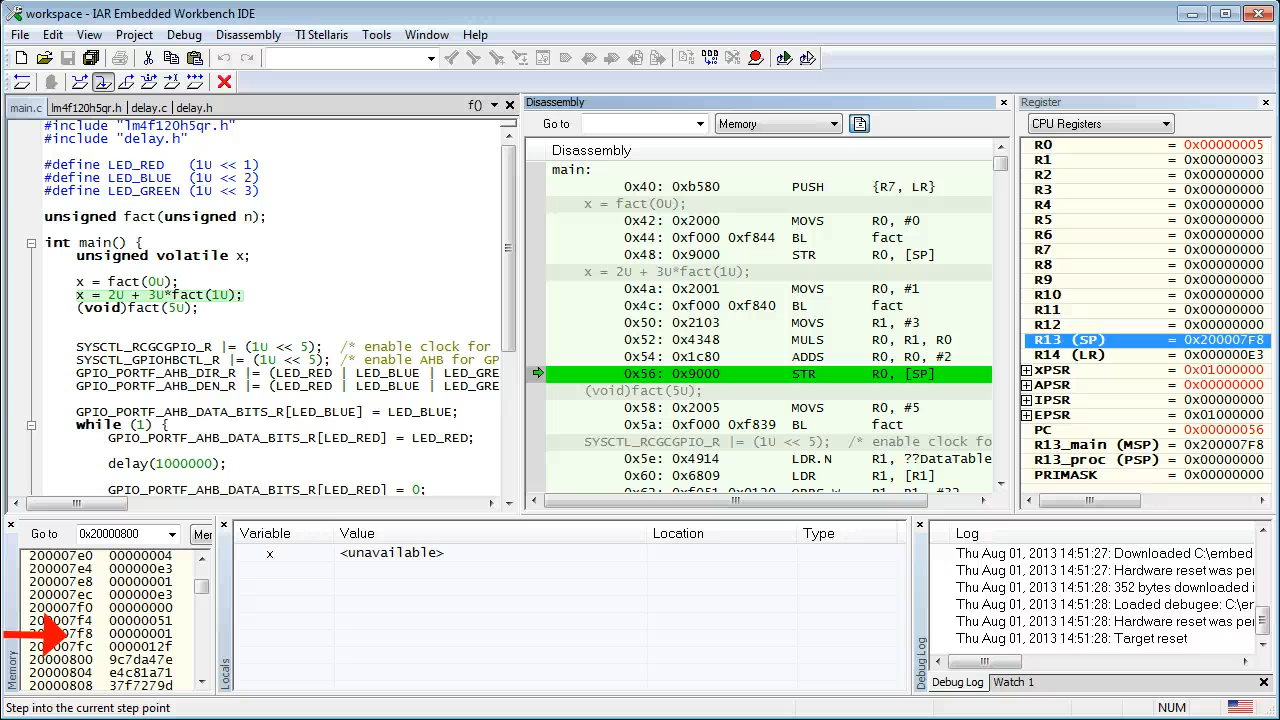 workspace - IAR Embedded Workbench IDE
File Edit View Project Debug Disassembly TI Stellaris Tools Window Help
main.c lm4f120h5qr.h delay.c delay.h f()
#include "lm4f120h5qr.h"
#include "delay.h"
#define LED_RED (1U << 1)
#define LED_BLUE (1U << 2)
#define LED_GREEN (1U << 3)
unsigned fact(unsigned n);
int main() {
unsigned volatile x;
x = fact(0U);
x = 2U + 3U*fact(1U);
(void)fact(5U);
SYSCTL_RCGCGPIO_R |= (1U << 5); /* enable clock for
SYSCTL_GPIOHBCTL_R |= (1U << 5); /* enable AHB for GP
GPIO_PORTF_AHB_DIR_R |= (LED_RED | LED_BLUE | LED_GRE
GPIO_PORTF_AHB_DEN_R |= (LED_RED | LED_BLUE | LED_GRE
GPIO_PORTF_AHB_DATA_BITS_R[LED_BLUE] = LED_BLUE;
while (1) {
GPIO_PORTF_AHB_DATA_BITS_R[LED_RED] = LED_RED;
delay(1000000);
GPIO_PORTF_AHB_DATA_BITS_R[LED_RED] = 0;
Disassembly
Go to Memory
Disassembly
main:
0x40: 0xb580 PUSH {R7, LR}
x = fact(0U);
0x42: 0x2000 MOVS R0, #0
0x44: 0xf000 0xf844 BL fact
0x48: 0x9000 STR R0, [SP]
x = 2U + 3U*fact(1U);
0x4a: 0x2001 MOVS R0, #1
0x4c: 0xf000 0xf840 BL fact
0x50: 0x2103 MOVS R1, #3
0x52: 0x4348 MULS R0, R1, R0
0x54: 0x1c80 ADDS R0, R0, #2
0x56: 0x9000 STR R0, [SP]
(void)fact(5U);
0x58: 0x2005 MOVS R0, #5
0x5a: 0xf000 0xf839 BL fact
SYSCTL_RCGCGPIO_R |= (1U << 5); /* enable clock fo
0x5e: 0x4914 LDR.N R1, ??DataTable
0x60: 0x6809 LDR R1, [R1]
0x62: 0xf051 0x0120 ORRS.W R1, R1, #32
Register
CPU Registers
R0 = 0x00000005
R1 = 0x00000003
R2 = 0x00000000
R3 = 0x00000000
R4 = 0x00000000
R5 = 0x00000000
R6 = 0x00000000
R7 = 0x00000000
R8 = 0x00000000
R9 = 0x00000000
R10 = 0x00000000
R11 = 0x00000000
R12 = 0x00000000
R13 (SP) = 0x200007F8
R14 (LR) = 0x000000E3
xPSR = 0x01000000
APSR = 0x00000000
IPSR = 0x00000000
EPSR = 0x01000000
PC = 0x00000056
R13_main (MSP) = 0x200007F8
R13_proc (PSP) = 0x00000000
PRIMASK = 0x00000000
Go to 0x20000800 Mer
200007e0 00000004
200007e4 000000e3
200007e8 00000001
200007ec 000000e3
200007f0 00000000
200007f4 00000051
7f8 00000001
200007fc 0000012f
20000800 9c7da47e
20000804 e4c81a71
20000808 37f7279d
Memory
Variable Value Location Type
x <unavailable>
Locals
Log
Thu Aug 01, 2013 14:51:27: Downloaded C:\embed
Thu Aug 01, 2013 14:51:27: Hardware reset was per
Thu Aug 01, 2013 14:51:28: 352 bytes downloaded i
Thu Aug 01, 2013 14:51:28: Loaded debugee: C:\er
Thu Aug 01, 2013 14:51:28: Hardware reset was per
Thu Aug 01, 2013 14:51:28: Target reset
Debug Log
Debug Log Watch 1
Step into the current step point NUM